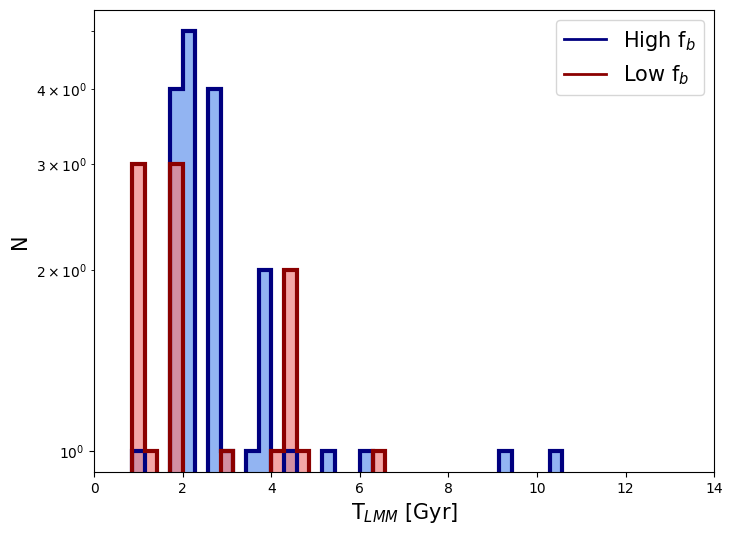 High f_b
Low f_b
4 × 10^0
3 × 10^0
2 × 10^0
10^0
N
0 2 4 6 8 10 12 14
T_LMM [Gyr]